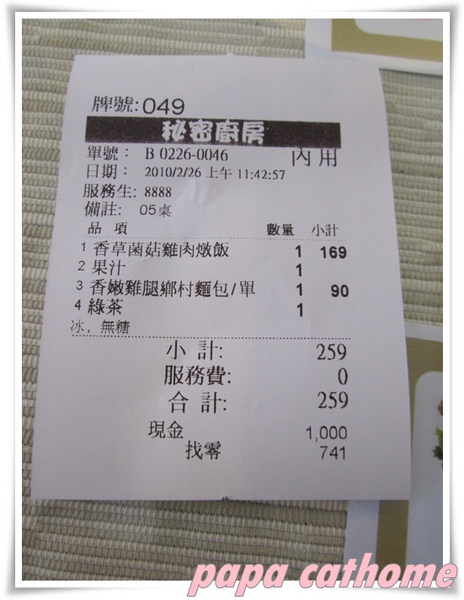 牌號:049
秘密廚房
單號: B 0226-0046 內用
日期: 2010/2/26 上午 11:42:57
服務生: 8888
備註: 05桌
品 項 數量 小計
1 香草菌菇雞肉燉飯 1 169
2 果汁 1
3 香嫩雞腿鄉村麵包/單 1 90
4 綠茶 1
冰, 無糖
小 計: 259
服務費: 0
合 計: 259
現金 1,000
找零 741
papa cathome